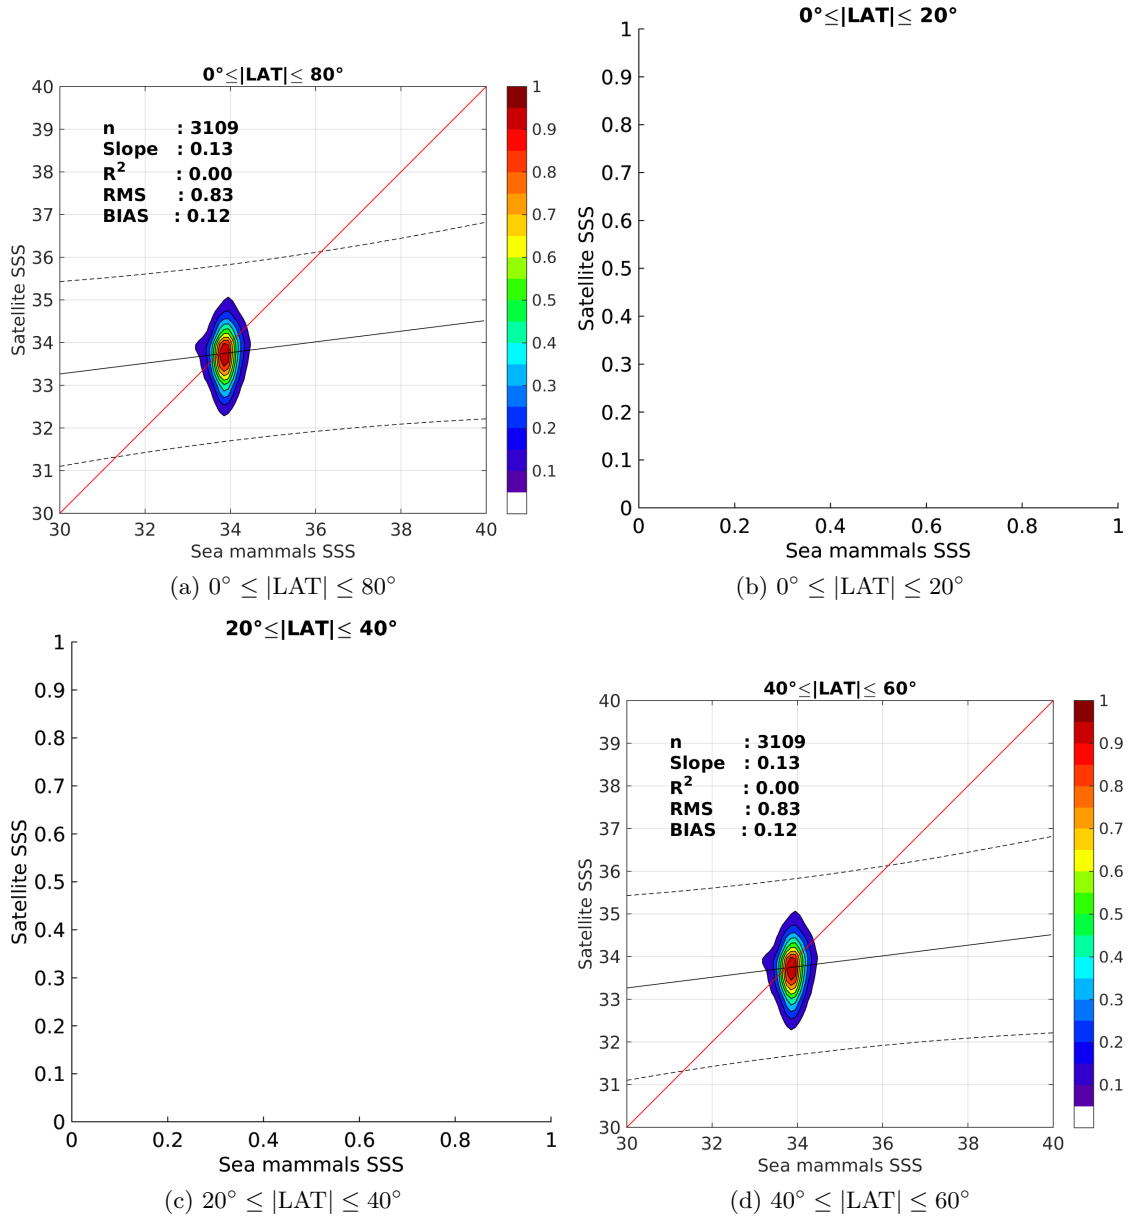 0°≤|LAT|≤ 80°
40
39
38
37
36
35
34
33
32
31
30
30 32 34 36 38 40
Satellite SSS
Sea mammals SSS
n : 3109
Slope : 0.13
R² : 0.00
RMS : 0.83
BIAS : 0.12
1
0.9
0.8
0.7
0.6
0.5
0.4
0.3
0.2
0.1
(a) 0° ≤ |LAT| ≤ 80°
0°≤|LAT|≤ 20°
1
0.9
0.8
0.7
0.6
0.5
0.4
0.3
0.2
0.1
0
0 0.2 0.4 0.6 0.8 1
Satellite SSS
Sea mammals SSS
(b) 0° ≤ |LAT| ≤ 20°
20°≤|LAT|≤ 40°
1
0.9
0.8
0.7
0.6
0.5
0.4
0.3
0.2
0.1
0
0 0.2 0.4 0.6 0.8 1
Satellite SSS
Sea mammals SSS
(c) 20° ≤ |LAT| ≤ 40°
40°≤|LAT|≤ 60°
40
39
38
37
36
35
34
33
32
31
30
30 32 34 36 38 40
Satellite SSS
Sea mammals SSS
n : 3109
Slope : 0.13
R² : 0.00
RMS : 0.83
BIAS : 0.12
1
0.9
0.8
0.7
0.6
0.5
0.4
0.3
0.2
0.1
(d) 40° ≤ |LAT| ≤ 60°